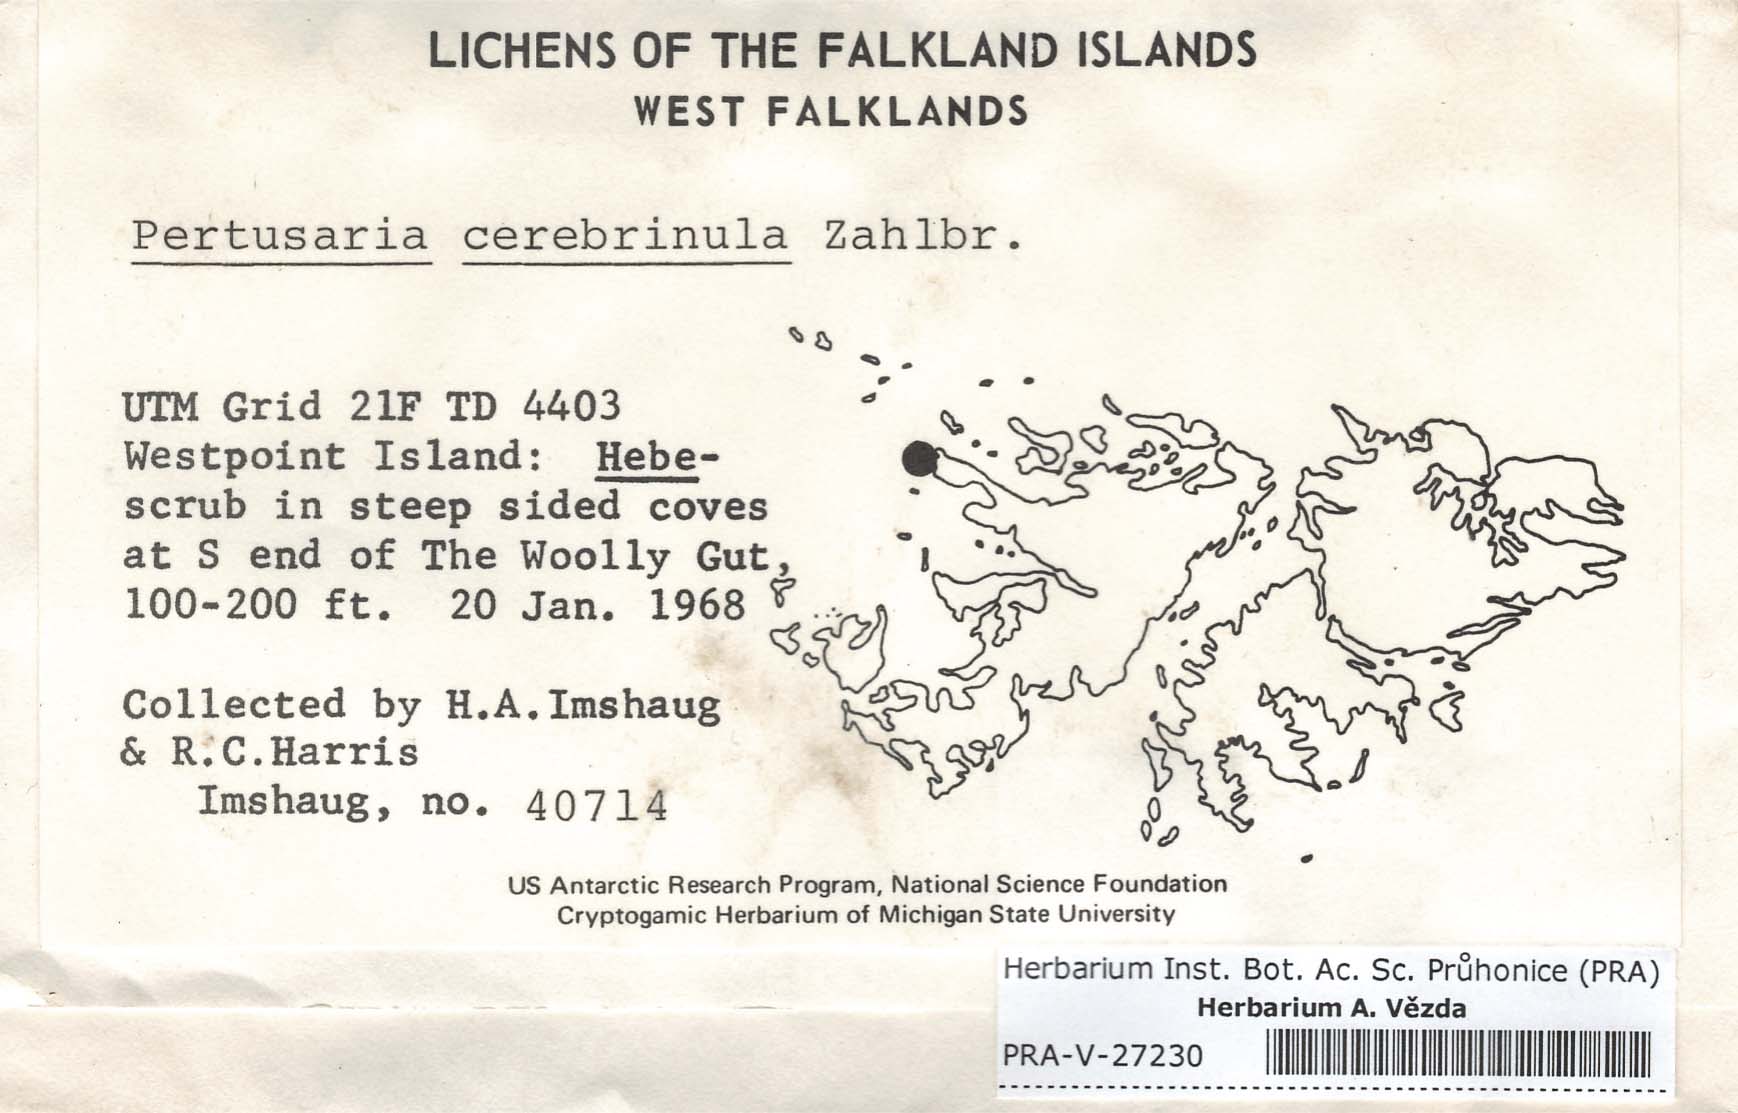 LICHENS OF THE FALKLAND ISLANDS
WEST FALKLANDS
Pertusaria cerebrinula Zahlbr.
UTM Grid 21F TD 4403
Westpoint Island: Hebe-
scrub in steep sided coves
at S end of The Woolly Gut,
100-200 ft. 20 Jan. 1968
Collected by H.A.Imshaug
& R.C.Harris
Imshaug, no. 40714
US Antarctic Research Program, National Science Foundation
Cryptogamic Herbarium of Michigan State University
Herbarium Inst. Bot. Ac. Sc. Průhonice (PRA)
Herbarium A. Vězda
PRA-V-27230